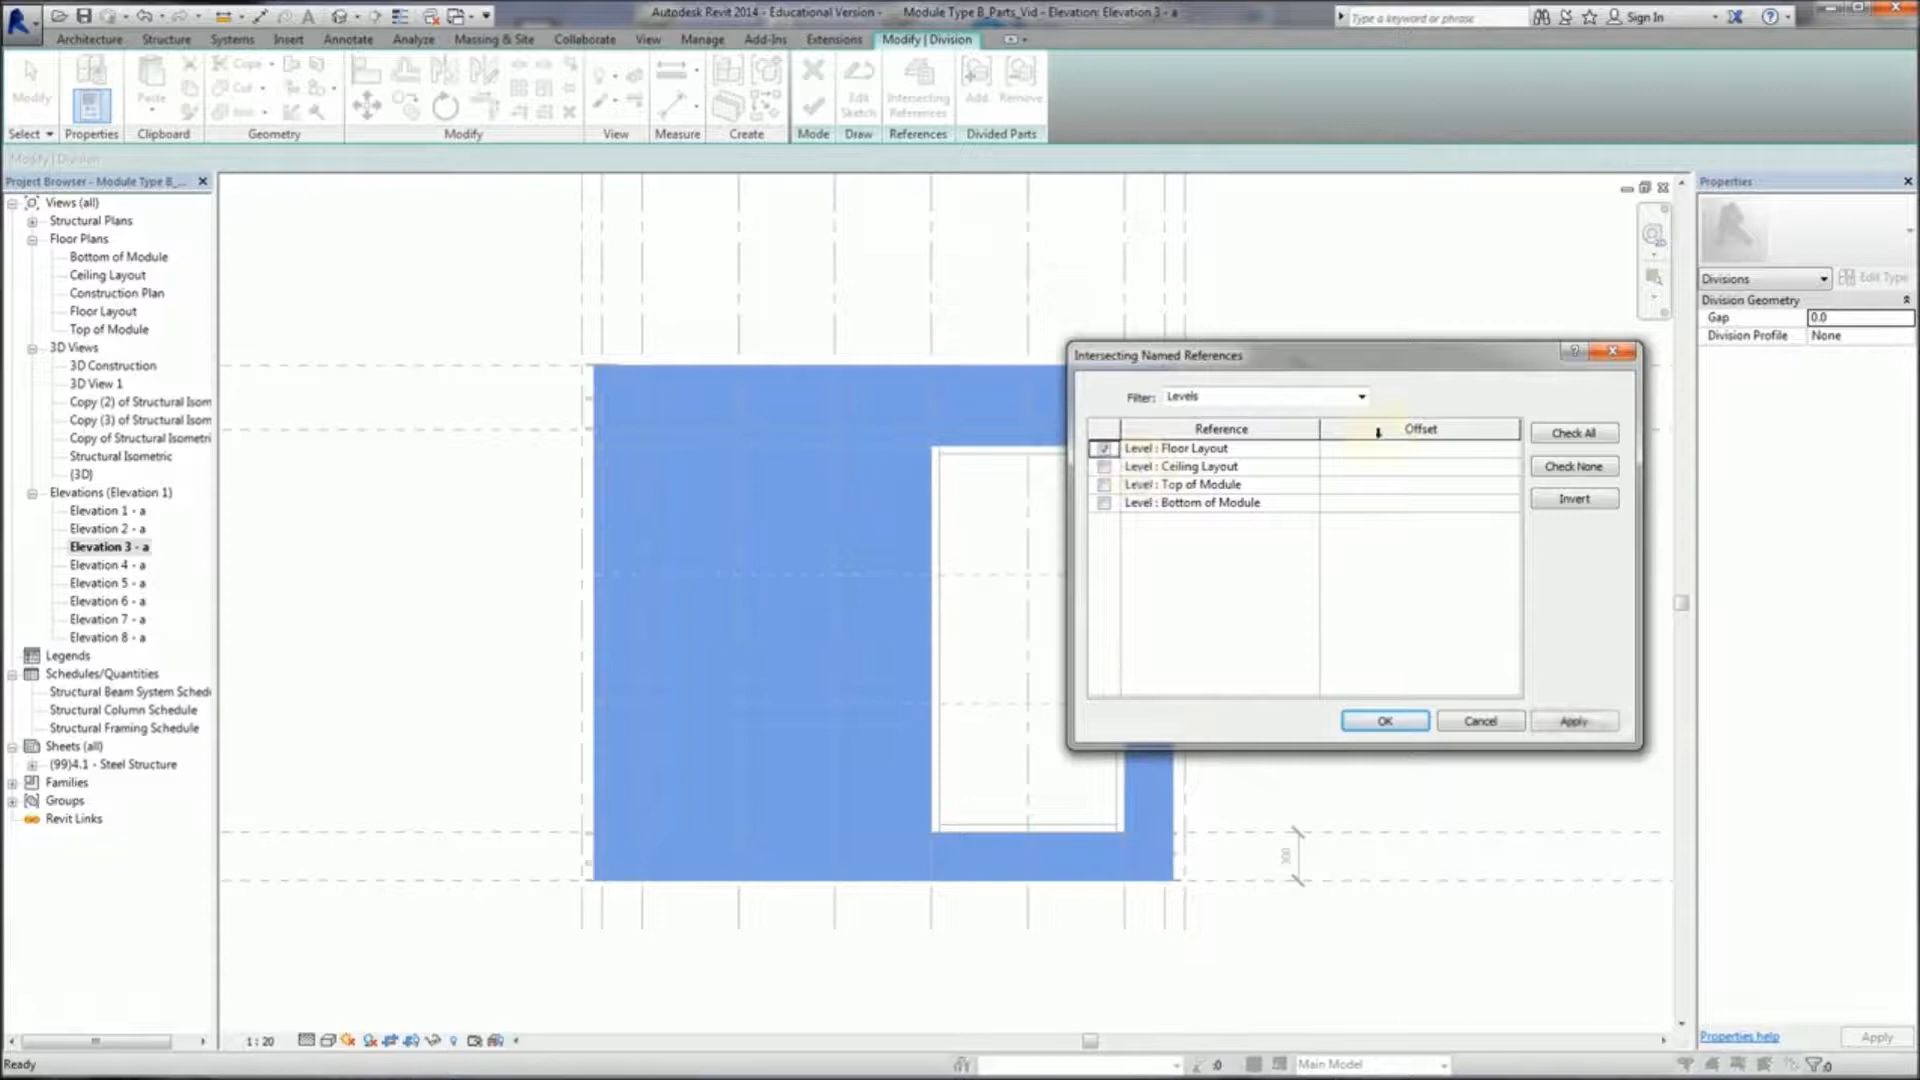 Autodesk Revit 2014 - Educational Version - Module Type B_Parts_Vid - Elevation: Elevation 3 - a
Type a keyword or phrase
Sign In
Architecture Structure Systems Insert Annotate Analyze Massing & Site Collaborate View Manage Add-Ins Extensions Modify | Division
Modify Paste Cope Cut Edit Sketch Intersecting References Add Remove
Select Properties Clipboard Geometry Modify View Measure Create Mode Draw References Divided Parts
Modify | Division
Project Browser - Module Type B_...
Views (all)
Structural Plans
Floor Plans
Bottom of Module
Ceiling Layout
Construction Plan
Floor Layout
Top of Module
3D Views
3D Construction
3D View 1
Copy (2) of Structural Isom
Copy (3) of Structural Isom
Copy of Structural Isometri
Structural Isometric
{3D}
Elevations (Elevation 1)
Elevation 1 - a
Elevation 2 - a
Elevation 3 - a
Elevation 4 - a
Elevation 5 - a
Elevation 6 - a
Elevation 7 - a
Elevation 8 - a
Legends
Schedules/Quantities
Structural Beam System Schedu
Structural Column Schedule
Structural Framing Schedule
Sheets (all)
(99)4.1 - Steel Structure
Families
Groups
Revit Links
Intersecting Named References
Filter: Levels
Reference Offset
Level : Floor Layout
Level : Ceiling Layout
Level : Top of Module
Level : Bottom of Module
Check All
Check None
Invert
OK Cancel Apply
300
Properties
Divisions Edit Type
Division Geometry
Gap 0.0
Division Profile None
Properties help Apply
1 : 20
Ready
:0
Main Model
:0